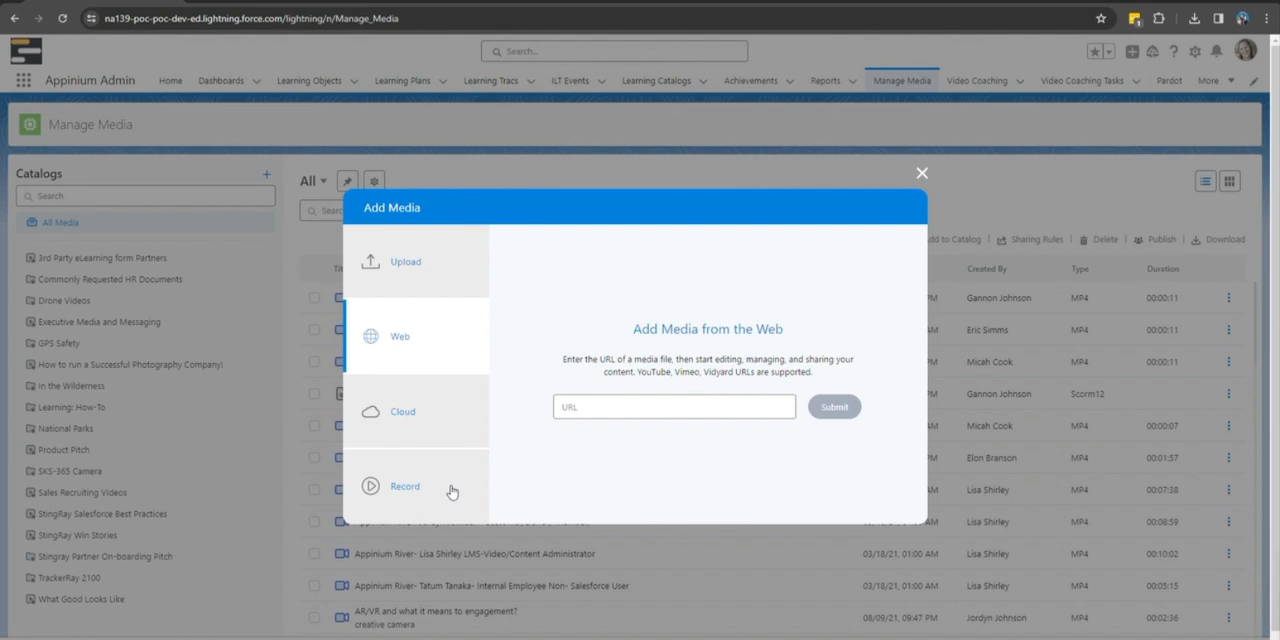 na139-poc-poc-dev-ed.lightning.force.com/lightning/n/Manage_Media
Search...
Appinium Admin
Home
Dashboards
Learning Objects
Learning Plans
Learning Tracs
ILT Events
Learning Catalogs
Achievements
Reports
Manage Media
Video Coaching
Video Coaching Tasks
Pardot
More
Manage Media
Catalogs
Search
All Media
3rd Party eLearning form Partners
Commonly Requested HR Documents
Drone Videos
Executive Media and Messaging
GPS Safety
How to run a Successful Photography Company!
In the Wilderness
Learning: How-To
National Parks
Product Pitch
SKS-365 Camera
Sales Recruiting Videos
StingRay Salesforce Best Practices
StingRay Win Stories
Stingray Partner On-boarding Pitch
TrackerRay 2100
What Good Looks Like
All
Add Media
Upload
Web
Cloud
Record
Add Media from the Web
Enter the URL of a media file, then start editing, managing, and sharing your
content. YouTube, Vimeo, Vidyard URLs are supported.
URL
Submit
to Catalog
Sharing Rules
Delete
Publish
Download
Created By
Type
Duration
Gannon Johnson MP4 00:00:11
Eric Simms MP4 00:00:11
Micah Cook MP4 00:00:11
Gannon Johnson Scorm12
Micah Cook MP4 00:00:07
Elon Branson MP4 00:01:57
Lisa Shirley MP4 00:07:38
Lisa Shirley MP4 00:08:59
Appinium River- Lisa Shirley LMS-Video/Content Administrator 03/18/21, 01:00 AM Lisa Shirley MP4 00:10:02
Appinium River- Tatum Tanaka- Internal Employee Non- Salesforce User 03/18/21, 01:00 AM Lisa Shirley MP4 00:05:15
AR/VR and what it means to engagement?
creative camera 08/09/21, 09:47 PM Jordyn Johnson MP4 00:02:36